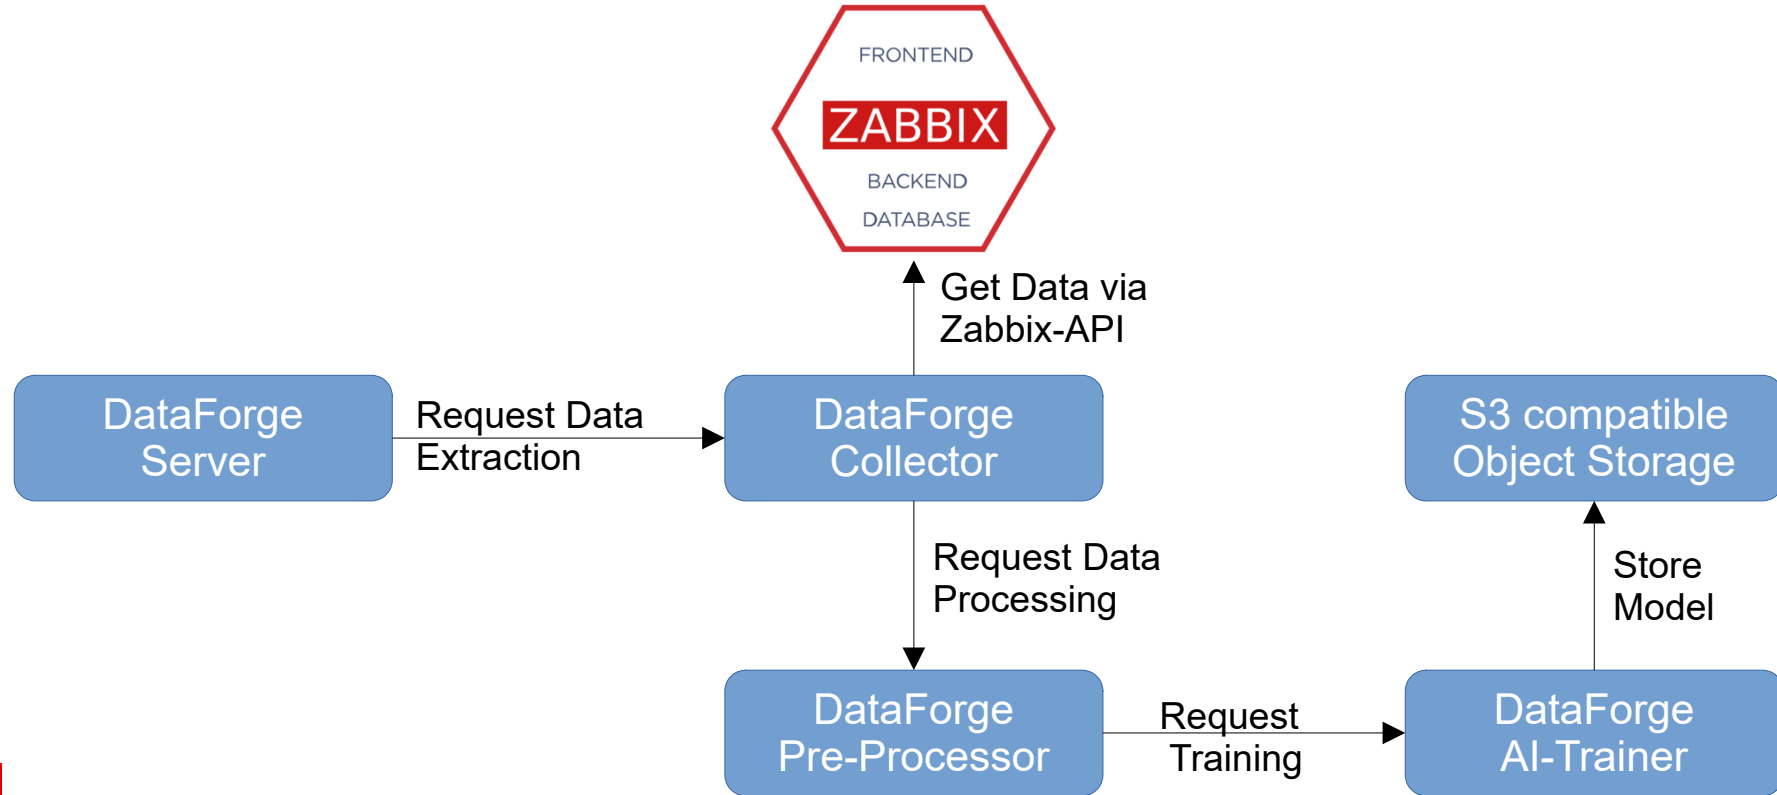 FRONTEND
ZABBIX
BACKEND
DATABASE
Get Data via
Zabbix-API
DataForge
Server
Request Data
Extraction
DataForge
Collector
S3 compatible
Object Storage
Request Data
Processing
Store
Model
DataForge
Pre-Processor
Request
Training
DataForge
AI-Trainer